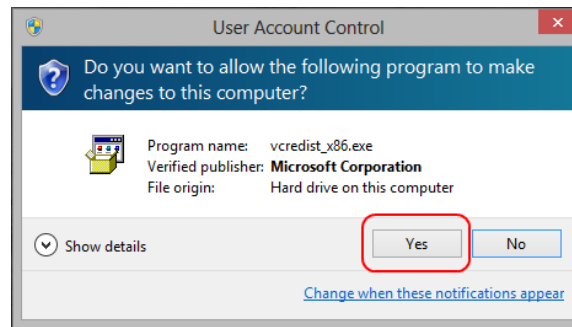 User Account Control
Do you want to allow the following program to make
changes to this computer?
Program name: vcredist_x86.exe
Verified publisher: Microsoft Corporation
File origin: Hard drive on this computer
Show details
Yes
No
Change when these notifications appear